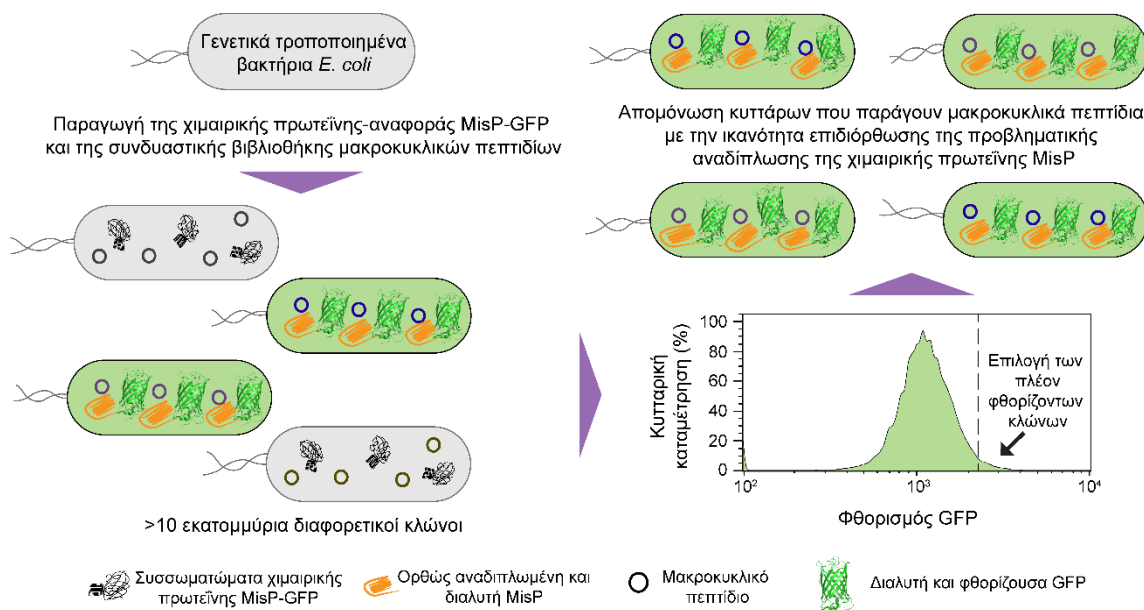 Γενετικά τροποποιημένα
βακτήρια E. coli
Παραγωγή της χιμαιρικής πρωτεΐνης-αναφοράς MisP-GFP
και της συνδυαστικής βιβλιοθήκης μακροκυκλικών πεπτιδίων
>10 εκατομμύρια διαφορετικοί κλώνοι
Απομόνωση κυττάρων που παράγουν μακροκυκλικά πεπτίδια
με την ικανότητα επιδιόρθωσης της προβληματικής
αναδίπλωσης της χιμαιρικής πρωτεΐνης MisP
Κυτταρική
καταμέτρηση (%)
100
80
60
40
20
0
Επιλογή των
πλέον
φθοριζόντων
κλώνων
10²
10³
10⁴
Φθορισμός GFP
Συσσωματώματα χιμαιρικής
πρωτεΐνης MisP-GFP
Ορθώς αναδιπλωμένη και
διαλυτή MisP
Μακροκυκλικό
πεπτίδιο
Διαλυτή και φθορίζουσα GFP